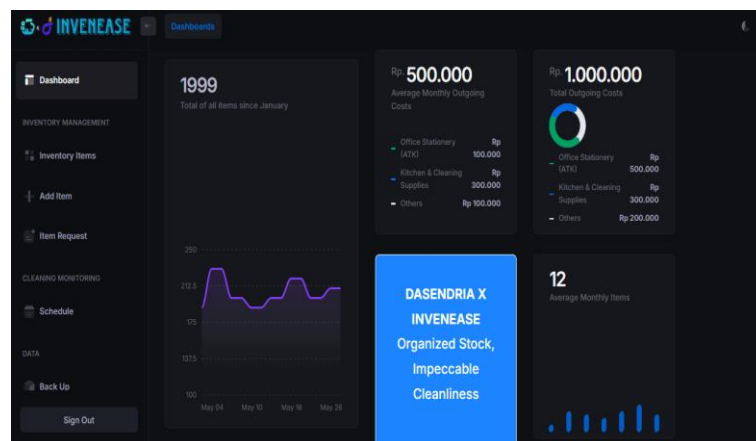 INVENEASE
Dashboards
Dashboard
INVENTORY MANAGEMENT
Inventory Items
Add Item
Item Request
CLEANING MONITORING
Schedule
DATA
Back Up
Sign Out
1999
Total of all items since January
250
212.5
175
137.5
100
May 04 May 10 May 18 May 26
Rp. 500.000
Average Monthly Outgoing
Costs
Office Stationery Rp
(ATK) 100.000
Kitchen & Cleaning Rp
Supplies 300.000
Others Rp 100.000
Rp. 1.000.000
Total Outgoing Costs
Office Stationery Rp
(ATK) 500.000
Kitchen & Cleaning Rp
Supplies 300.000
Others Rp 200.000
DASENDRIA X
INVENEASE
Organized Stock,
Impeccable
Cleanliness
12
Average Monthly Items